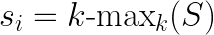 s_i = k-max_k(S)